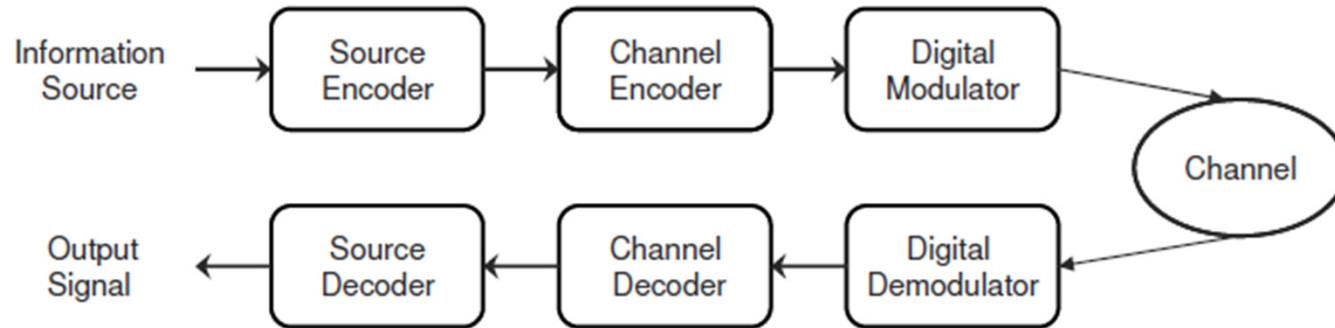 Information
Source
Source
Encoder
Channel
Encoder
Digital
Modulator
Channel
Output
Signal
Source
Decoder
Channel
Decoder
Digital
Demodulator